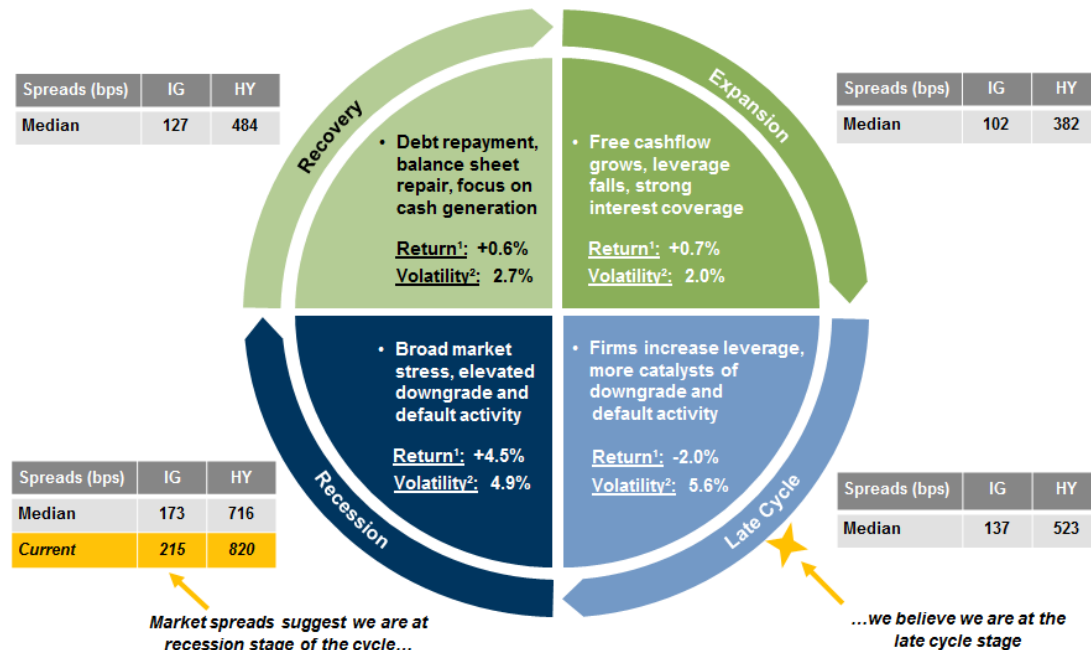 Spreads (bps) IG HY
Median 127 484
Spreads (bps) IG HY
Median 102 382
Recovery
Expansion
• Debt repayment,
balance sheet
repair, focus on
cash generation
Return¹: +0.6%
Volatility²: 2.7%
• Free cashflow
grows, leverage
falls, strong
interest coverage
Return¹: +0.7%
Volatility²: 2.0%
• Broad market
stress, elevated
downgrade and
default activity
Return¹: +4.5%
Volatility²: 4.9%
• Firms increase leverage,
more catalysts of
downgrade and
default activity
Return¹: -2.0%
Volatility²: 5.6%
Recession
Late Cycle
Spreads (bps) IG HY
Median 173 716
Current 215 820
Spreads (bps) IG HY
Median 137 523
Market spreads suggest we are at
recession stage of the cycle...
...we believe we are at the
late cycle stage